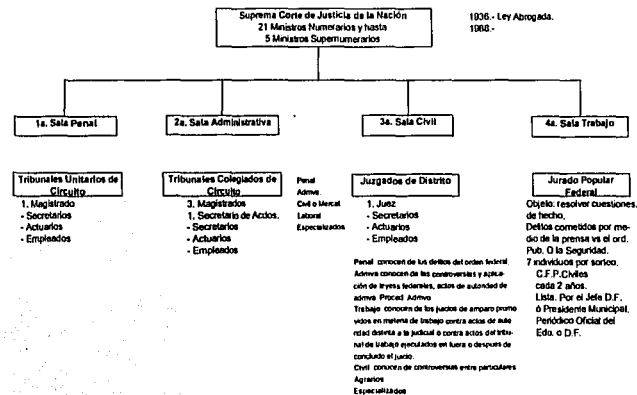 Suprema Corte de Justicia de la Nación
21 Ministros Numerarios y hasta
5 Ministros Supernumerarios
1936.- Ley Abrogada.
1988.-
1a. Sala Penal
2a. Sala Administrativa
3a. Sala Civil
4a. Sala Trabajo
Tribunales Unitarios de
Circuito
1. Magistrado
- Secretarios
- Actuarios
- Empleados
Tribunales Colegiados de
Circuito
3. Magistrados
1. Secretario de Acdos.
- Secretarios
- Actuarios
- Empleados
Penal
Admva
Civil o Mercal
Laboral
Especializados
Juzgados de Distrito
1. Juez
- Secretarios
- Actuarios
- Empleados
Penal conocen de los delitos del orden federal
Admva conocen de las controversias y aplica-
ción de leyess federales, actos de autoridad de
admva Proced Admvo
Trabajo conocen de los juicios de amparo promo
vidos en materia de trabajo contra actos de auto
ridad distinta a la judicial o contra actos del tribu-
nal de trabajo ejecutados en fuera o después de
concluido el juicio.
Civil conocen de controversias entre particulares
Agrarios
Especializados
Jurado Popular
Federal
Objeto: resolver cuestiones.
de hecho,
Delitos cometidos por me-
dio de la prensa vs el ord.
Pub. O la Seguridad.
7 individuos por sorteo.
C.F.P.Civiles
cada 2 años.
Lista. Por el Jefe D.F.
ó Presidente Municipal,
Periódico Oficial del
Edo. o D.F.